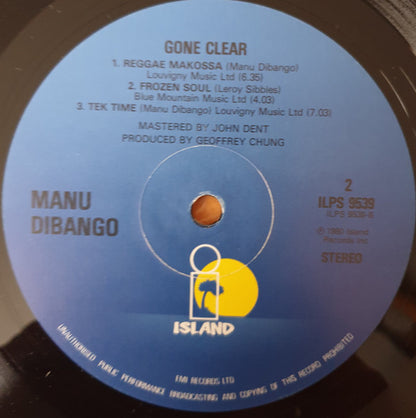 GONE CLEAR
1. REGGAE MAKOSSA (Manu Dibango)
Louvigny Music Ltd (6.35)
2. FROZEN SOUL (Leroy Sibbles)
Blue Mountain Music Ltd (4.03)
3. TEK TIME (Manu Dibango) Louvigny Music Ltd (7.03)
MASTERED BY JOHN DENT
PRODUCED BY GEOFFREY CHUNG
MANU
DIBANGO
2
ILPS 9539
ILPS 9539-B
℗ 1980 Island
Records Inc
STEREO
i
ISLAND
EMI RECORDS LTD
UNAUTHORISED PUBLIC PERFORMANCE BROADCASTING AND COPYING OF THIS RECORD PROHIBITED